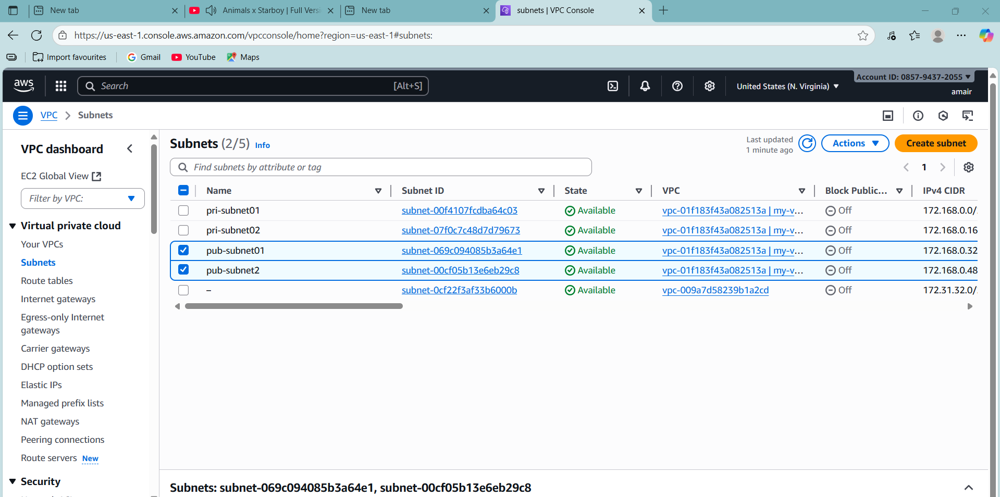 New tab
Animals x Starboy | Full Versi
New tab
subnets | VPC Console
https://us-east-1.console.aws.amazon.com/vpcconsole/home?region=us-east-1#subnets:
Import favourites
Gmail
YouTube
Maps
aws
Search
[Alt+S]
United States (N. Virginia)
Account ID: 0857-9437-2055
amair
VPC
Subnets
VPC dashboard
EC2 Global View
Filter by VPC:
Virtual private cloud
Your VPCs
Subnets
Route tables
Internet gateways
Egress-only Internet
gateways
Carrier gateways
DHCP option sets
Elastic IPs
Managed prefix lists
NAT gateways
Peering connections
Route servers New
Security
Subnets (2/5) Info
Last updated
1 minute ago
Actions
Create subnet
Find subnets by attribute or tag
1
Name Subnet ID State VPC Block Public... IPv4 CIDR
pri-subnet01 subnet-00f4107fcdba64c03 Available vpc-01f183f43a082513a | my-v... Off 172.168.0.0/
pri-subnet02 subnet-07f0c7c48d7d79673 Available vpc-01f183f43a082513a | my-v... Off 172.168.0.16
pub-subnet01 subnet-069c094085b3a64e1 Available vpc-01f183f43a082513a | my-v... Off 172.168.0.32
pub-subnet2 subnet-00cf05b13e6eb29c8 Available vpc-01f183f43a082513a | my-v... Off 172.168.0.48
– subnet-0cf22f3af33b6000b Available vpc-009a7d58239b1a2cd Off 172.31.32.0/
Subnets: subnet-069c094085b3a64e1, subnet-00cf05b13e6eb29c8